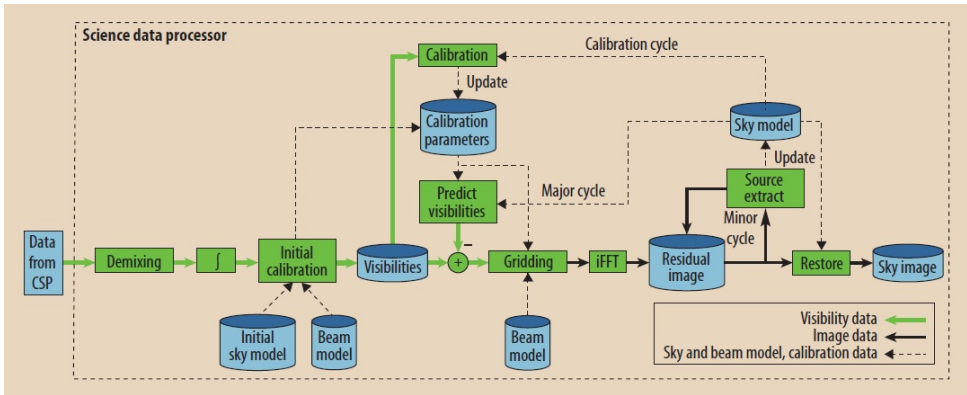 Science data processor
Calibration
Calibration cycle
Update
Calibration
parameters
Sky model
Update
Predict
visibilities
Major cycle
Source
extract
Minor
cycle
−
Data
from
CSP
Demixing
∫
Initial
calibration
Visibilities
+
Gridding
iFFT
Residual
image
Restore
Sky image
Initial
sky model
Beam
model
Beam
model
Visibility data
Image data
Sky and beam model, calibration data